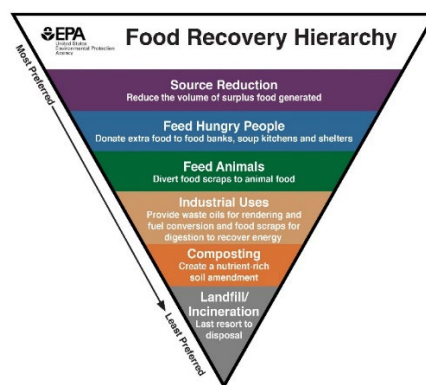 EPA
United States
Environmental Protection
Agency
Food Recovery Hierarchy
Most Preferred
Source Reduction
Reduce the volume of surplus food generated
Feed Hungry People
Donate extra food to food banks, soup kitchens and shelters
Feed Animals
Divert food scraps to animal food
Industrial Uses
Provide waste oils for rendering and
fuel conversion and food scraps for
digestion to recover energy
Composting
Create a nutrient-rich
soil amendment
Landfill/
Incineration
Last resort to
disposal
Least Preferred